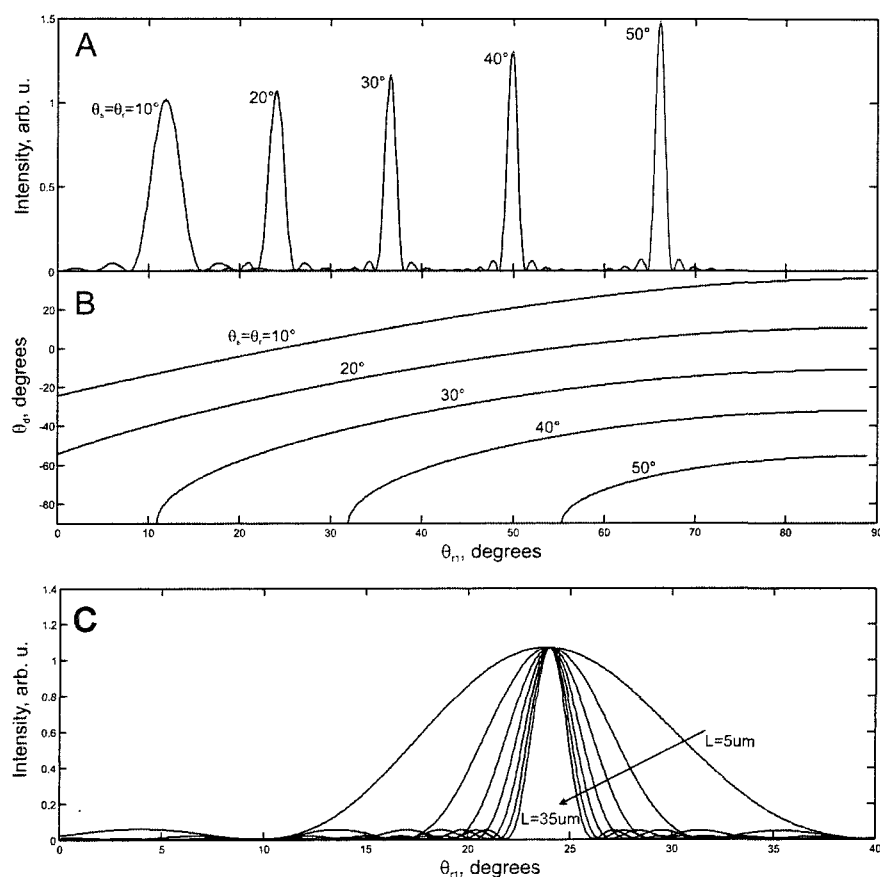 A
Intensity, arb. u.
1.5
1
0.5
0
θs=θr=10°
20°
30°
40°
50°
B
θd, degrees
20
0
-20
-40
-60
-80
θs=θr=10°
20°
30°
40°
50°
0 10 20 30 40 50 60 70 80 90
θr1, degrees
C
Intensity, arb. u.
1.4
1.2
1
0.8
0.6
0.4
0.2
0
L=5um
L=35um
0 5 10 15 20 25 30 35 40
θr1, degrees